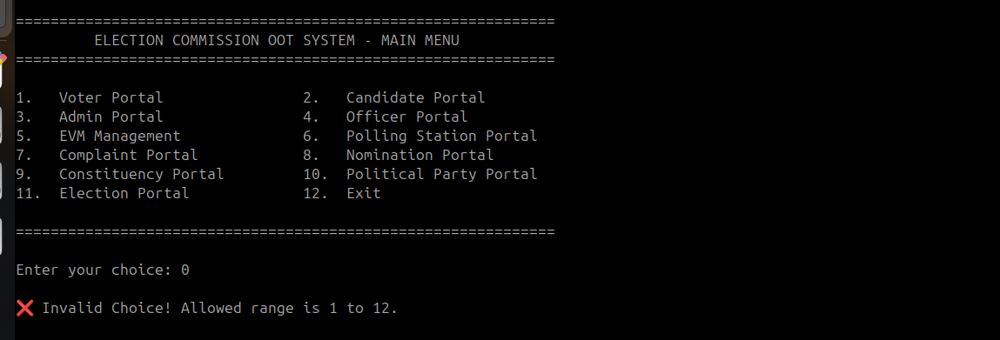 ==============================================================
ELECTION COMMISSION OOT SYSTEM - MAIN MENU
==============================================================
1. Voter Portal 2. Candidate Portal
3. Admin Portal 4. Officer Portal
5. EVM Management 6. Polling Station Portal
7. Complaint Portal 8. Nomination Portal
9. Constituency Portal 10. Political Party Portal
11. Election Portal 12. Exit
==============================================================
Enter your choice: 0
❌ Invalid Choice! Allowed range is 1 to 12.